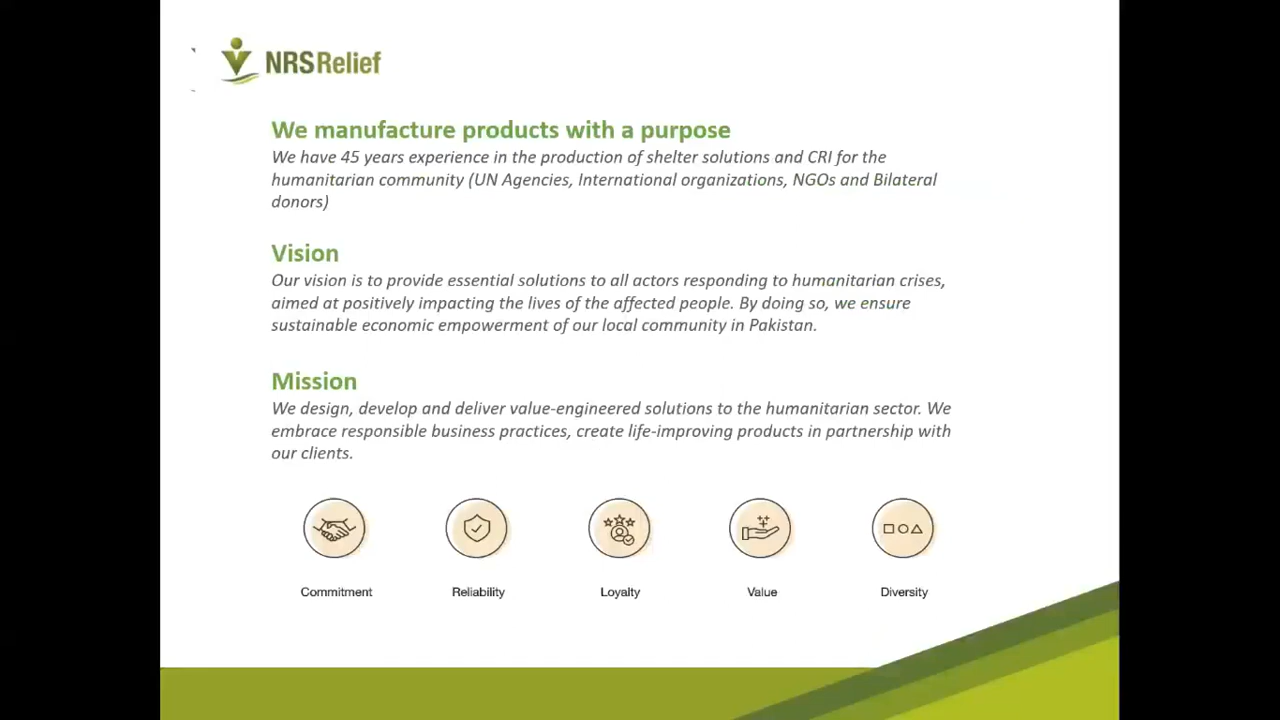 NRS Relief
We manufacture products with a purpose
We have 45 years experience in the production of shelter solutions and CRI for the
humanitarian community (UN Agencies, International organizations, NGOs and Bilateral
donors)
Vision
Our vision is to provide essential solutions to all actors responding to humanitarian crises,
aimed at positively impacting the lives of the affected people. By doing so, we ensure
sustainable economic empowerment of our local community in Pakistan.
Mission
We design, develop and deliver value-engineered solutions to the humanitarian sector. We
embrace responsible business practices, create life-improving products in partnership with
our clients.
Commitment Reliability Loyalty Value Diversity